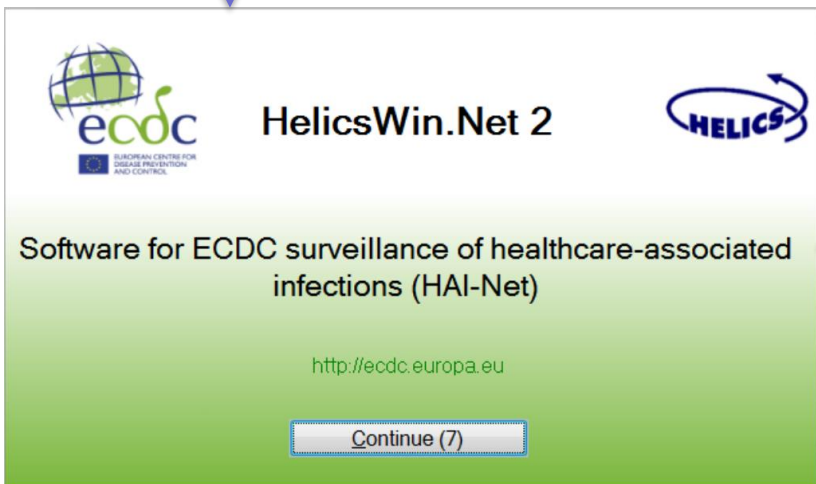 ecdc
EUROPEAN CENTRE FOR
DISEASE PREVENTION
AND CONTROL
HelicsWin.Net 2
HELICS
Software for ECDC surveillance of healthcare-associated
infections (HAI-Net)
http://ecdc.europa.eu
Continue (7)